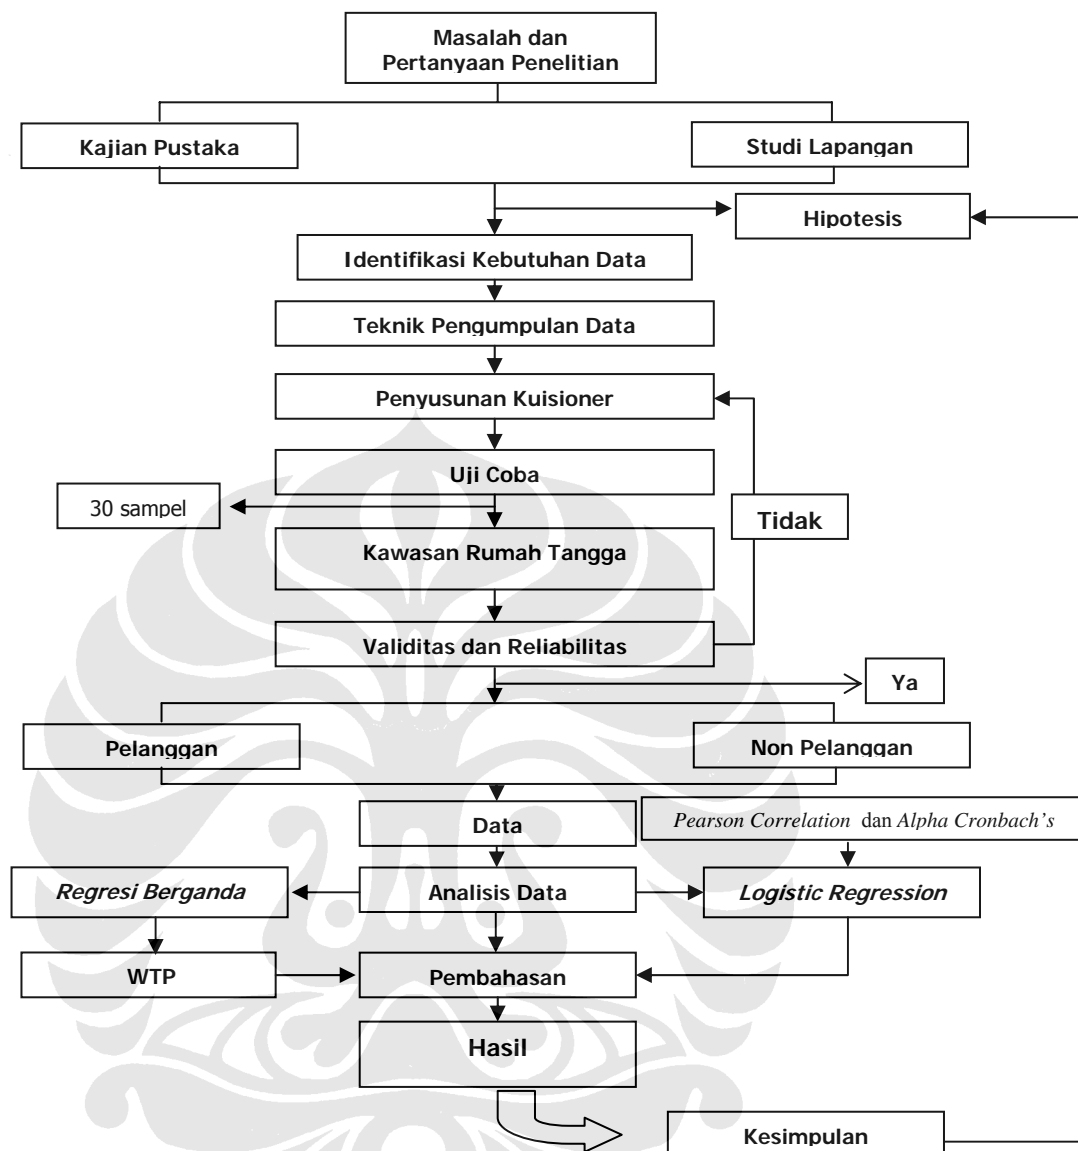 Masalah dan
Pertanyaan Penelitian
Kajian Pustaka
Studi Lapangan
Hipotesis
Identifikasi Kebutuhan Data
Teknik Pengumpulan Data
Penyusunan Kuisioner
Uji Coba
30 sampel
Tidak
Kawasan Rumah Tangga
Validitas dan Reliabilitas
Ya
Pelanggan
Non Pelanggan
Data
Pearson Correlation dan Alpha Cronbach's
Regresi Berganda
Analisis Data
Logistic Regression
WTP
Pembahasan
Hasil
Kesimpulan